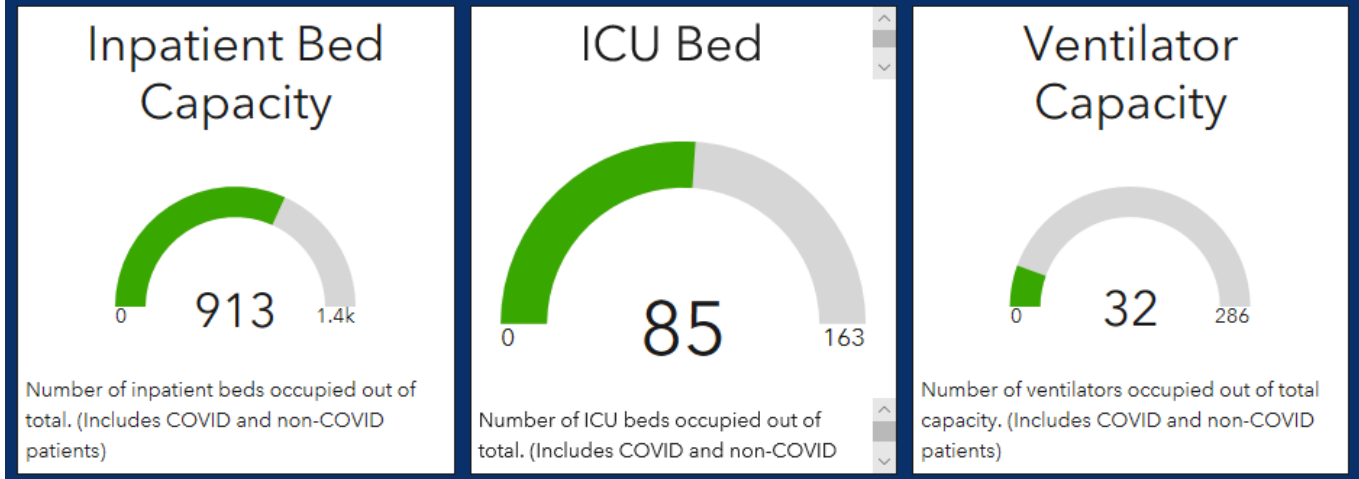 Inpatient Bed
Capacity
913
0
1.4k
Number of inpatient beds occupied out of
total. (Includes COVID and non-COVID
patients)
ICU Bed
85
0
163
Number of ICU beds occupied out of
total. (Includes COVID and non-COVID
Ventilator
Capacity
32
0
286
Number of ventilators occupied out of total
capacity. (Includes COVID and non-COVID
patients)